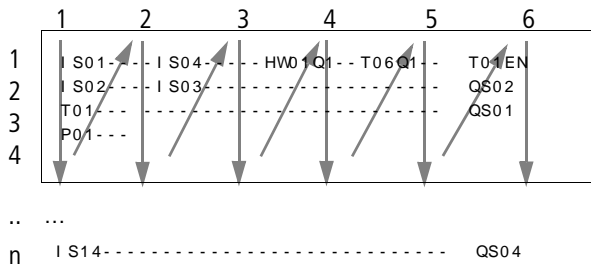 1 2 3 4 5 6
1 I S01- - - - I S04- - - - - HW01Q1- - T06Q1- - T01EN
2 I S02- - - - I S03- - - - - - - - - - - - - - - - - - - - QS02
3 T01- - - - - - - - - - - - - - - - - - - - - - - - - - - - - QS01
4 P01- - -
.. ...
n I S14- - - - - - - - - - - - - - - - - - - - - - - - - - - - - QS04